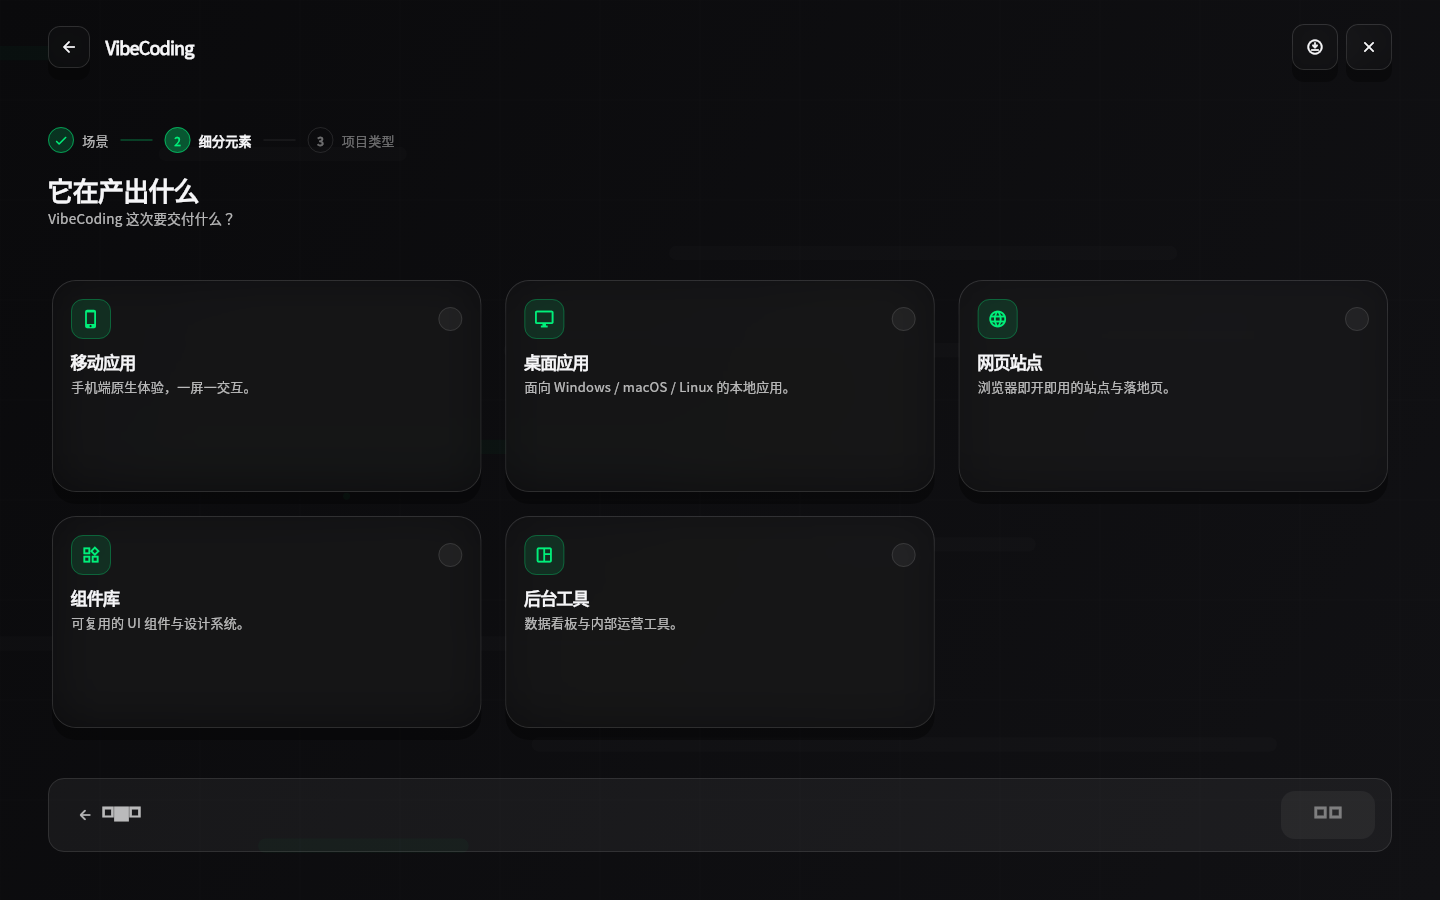 VibeCoding
场景
2 细分元素
3 项目类型
它在产出什么
VibeCoding 这次要交付什么？
移动应用
手机端原生体验，一屏一交互。
桌面应用
面向 Windows / macOS / Linux 的本地应用。
网页站点
浏览器即开即用的站点与落地页。
组件库
可复用的 UI 组件与设计系统。
后台工具
数据看板与内部运营工具。